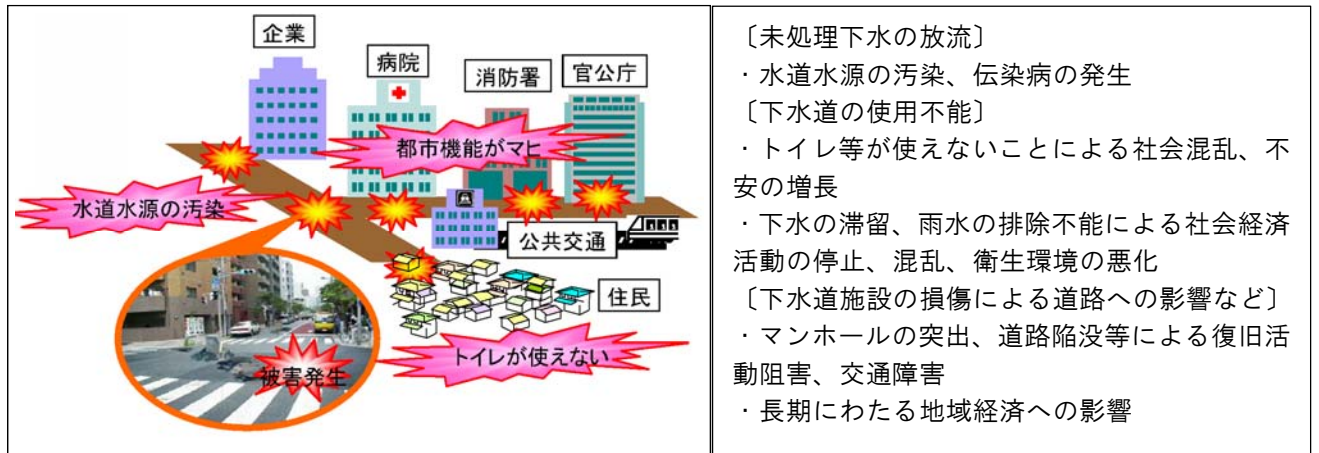 企業
病院
消防署
官公庁
都市機能がマヒ
水道水源の汚染
公共交通
住民
トイレが使えない
被害発生
〔未処理下水の放流〕
・水道水源の汚染、伝染病の発生
〔下水道の使用不能〕
・トイレ等が使えないことによる社会混乱、不
安の増長
・下水の滞留、雨水の排除不能による社会経済
活動の停止、混乱、衛生環境の悪化
〔下水道施設の損傷による道路への影響など〕
・マンホールの突出、道路陥没等による復旧活
動阻害、交通障害
・長期にわたる地域経済への影響